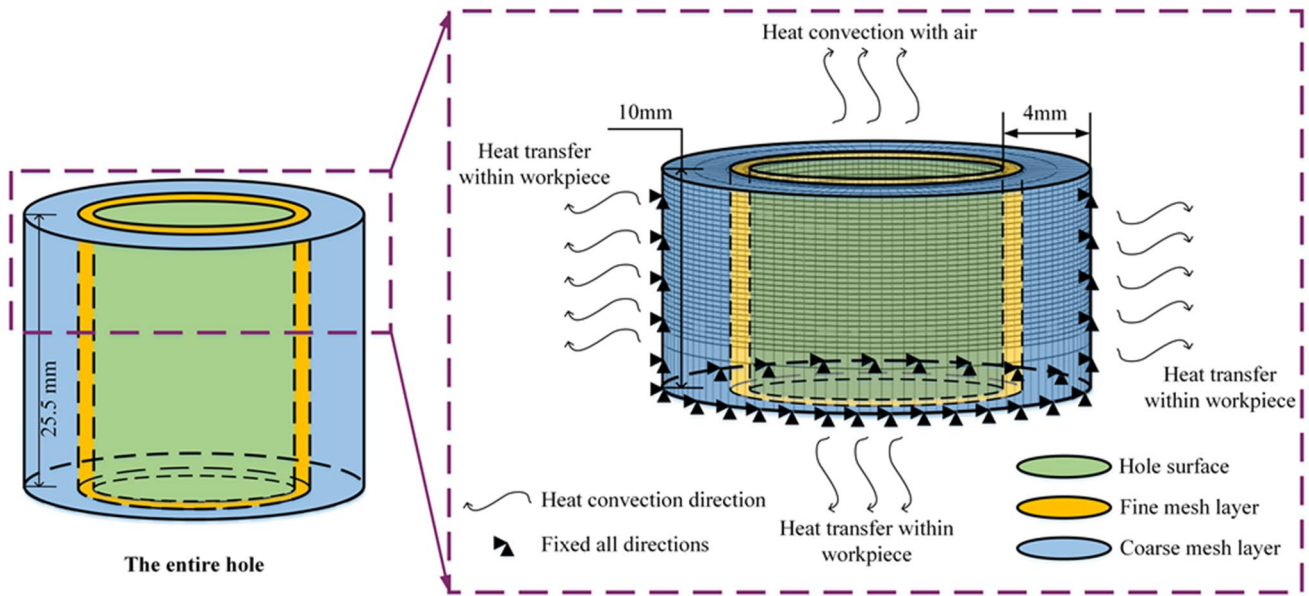 Heat convection with air
10mm
4mm
Heat transfer
within workpiece
25.5 mm
Heat transfer
within workpiece
Hole surface
Heat convection direction
Fine mesh layer
Heat transfer within
workpiece
Fixed all directions
Coarse mesh layer
The entire hole